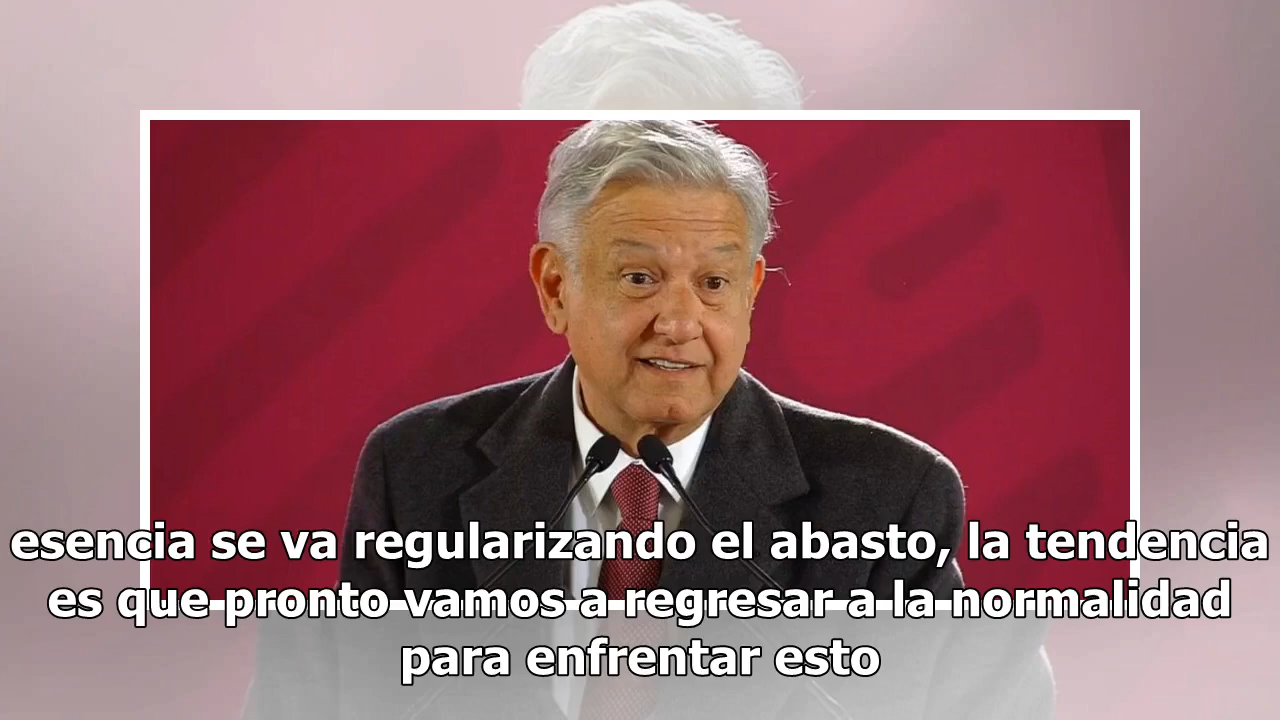 esencia se va regularizando el abasto, la tendencia
es que pronto vamos a regresar a la normalidad
para enfrentar esto